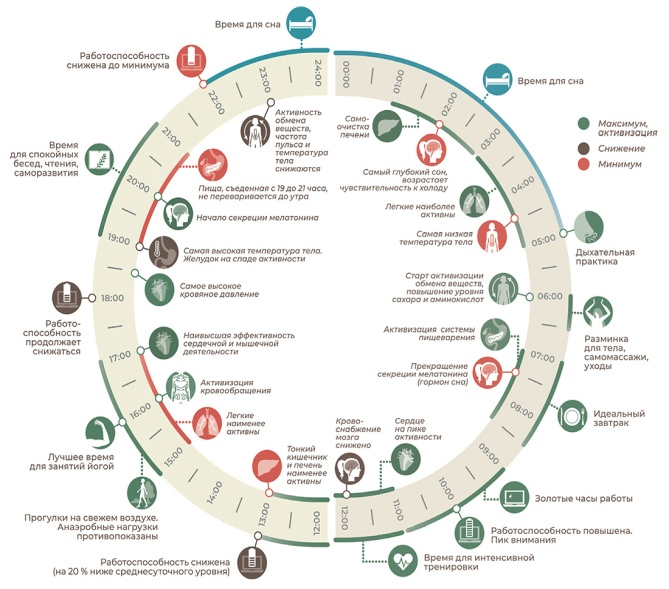 Время для сна
Работоспособность
снижена до минимума
24:00
00:00
23:00
01:00
22:00
02:00
Время для сна
Активность
обмена
веществ,
частота
пульса и
температура
тела
снижаются
Само-
очистка
печени
Максимум,
активизация
Снижение
Минимум
21:00
03:00
Время
для спокойных
бесед, чтения,
саморазвития
Самый глубокий сон,
возрастает
чувствительность к холоду
20:00
04:00
Пища, съеденная с 19 до 21 часа,
не переваривается до утра
Легкие наиболее
активны
Начало секреции мелатонина
Самая низкая
температура тела
19:00
05:00
Самая высокая температура тела.
Желудок на спаде активности
Дыхательная
практика
Самое высокое
кровяное давление
Старт активизации
обмена веществ,
повышение уровня
сахара и аминокислот
18:00
06:00
Работо-
способность
продолжает
снижаться
Наивысшая эффективность
сердечной и мышечной
деятельности
Активизация системы
пищеварения
Разминка
для тела,
самомассажи,
уходы
17:00
07:00
Прекращение
секреции мелатонина
(гормон сна)
Активизация
кровообращения
16:00
08:00
Легкие
наименее
активны
Идеальный
завтрак
Крово-
снабжение
мозга
снижено
Сердце
на пике
активности
Лучшее время
для занятий йогой
15:00
09:00
Тонкий
кишечник
и печень
наименее
активны
14:00
10:00
Золотые часы работы
13:00
12:00
12:00
11:00
Прогулки на свежем воздухе.
Анаэробные нагрузки
противопоказаны
Работоспособность повышена.
Пик внимания
Работоспособность снижена
(на 20 % ниже среднесуточного уровня)
Время для интенсивной
тренировки